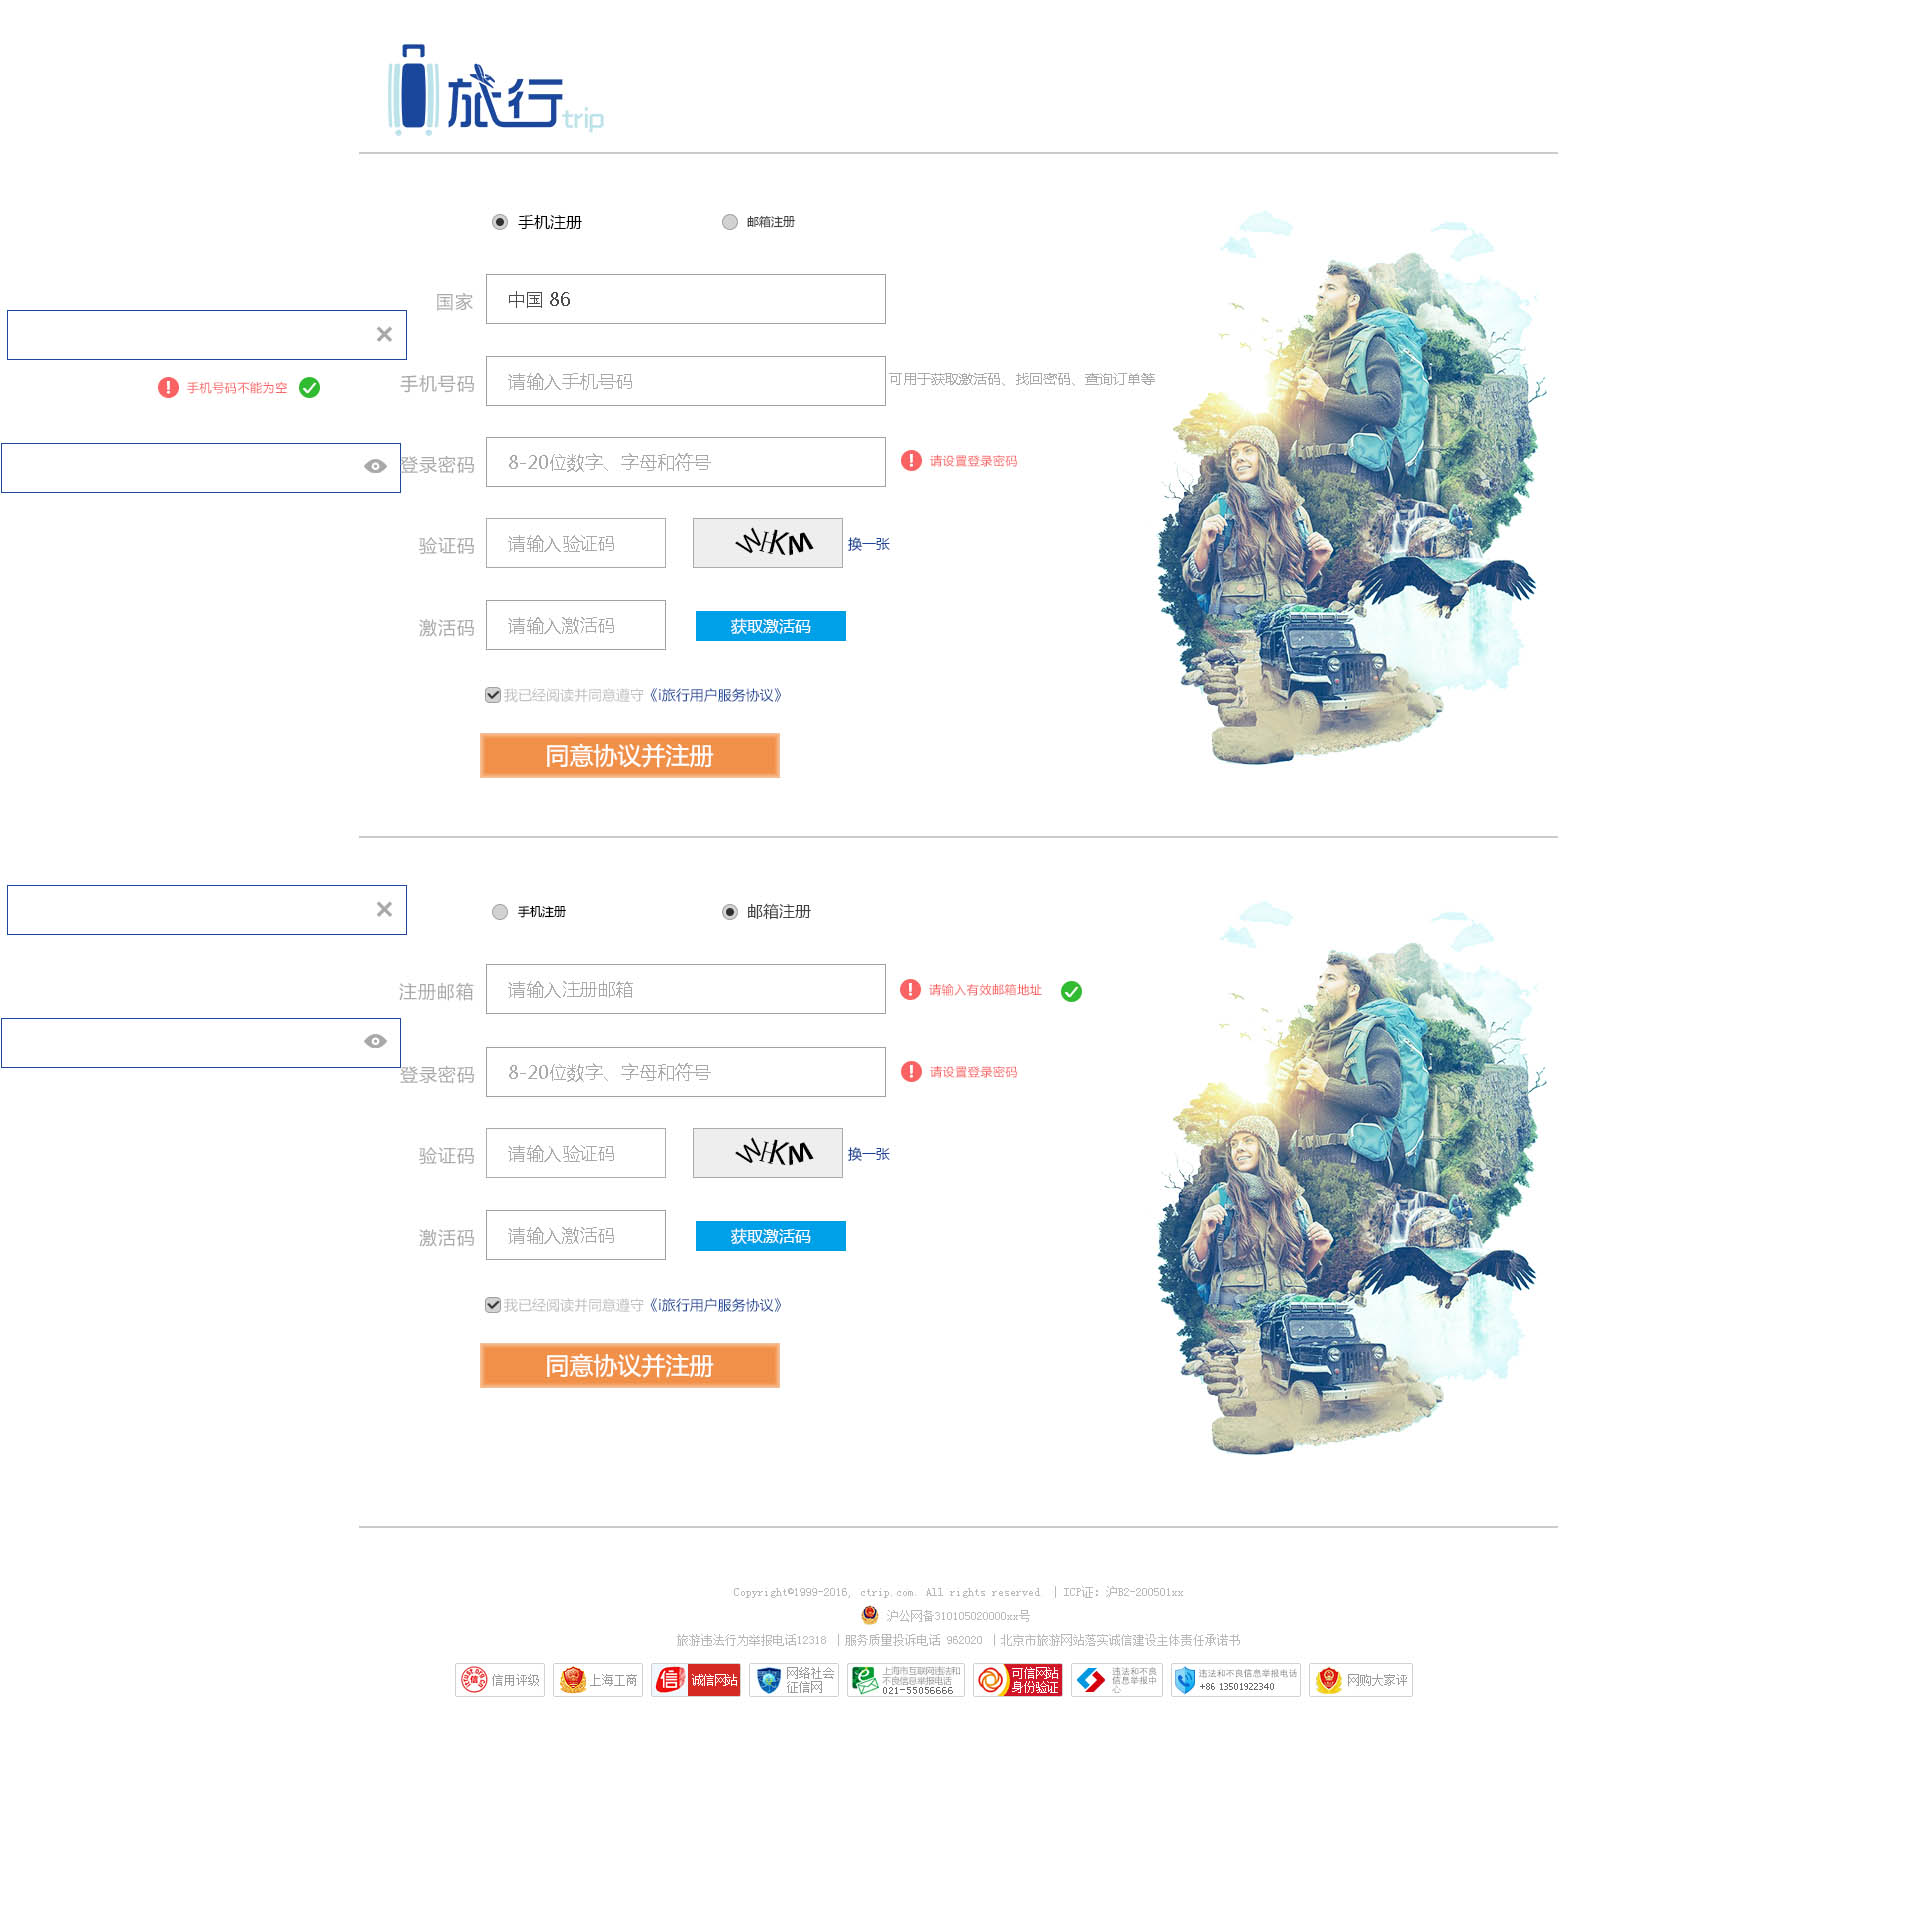 旅行trip
手机注册 邮箱注册
国家 中国 86
手机号码不能为空
手机号码 请输入手机号码 可用于获取激活码、找回密码、查询订单等
登录密码 8-20位数字、字母和符号 请设置登录密码
验证码 请输入验证码 WHKM 换一张
激活码 请输入激活码 获取激活码
我已经阅读并同意遵守《i旅行用户服务协议》
同意协议并注册
手机注册 邮箱注册
注册邮箱 请输入注册邮箱 请输入有效邮箱地址
登录密码 8-20位数字、字母和符号 请设置登录密码
验证码 请输入验证码 WHKM 换一张
激活码 请输入激活码 获取激活码
我已经阅读并同意遵守《i旅行用户服务协议》
同意协议并注册
Copyright©1999-2016, ctrip.com. All rights reserved | ICP证: 沪B2-200501xx
沪公网备310105020000xx号
旅游违法行为举报电话12318 |服务质量投诉电话 962020 |北京市旅游网站落实诚信建设主体责任承诺书
信用评级
上海工商
信 诚信网站
网络社会
征信网
上海市互联网违法和
不良信息举报电话
021-55056666
可信网站
身份验证
违法和不良
信息举报中
心
违法和不良信息举报电话
+86 13501922340
网购大家评